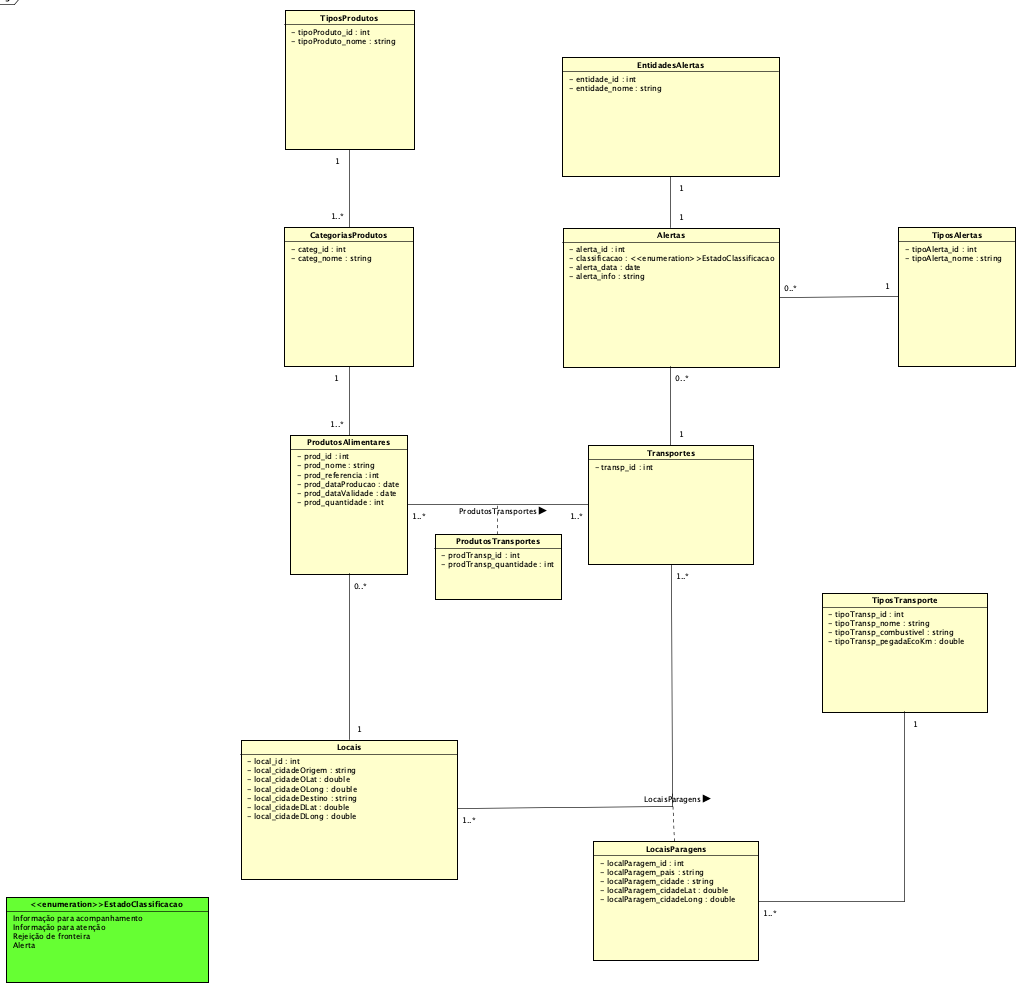 TiposProdutos
- tipoProduto_id : int
- tipoProduto_nome : string
1
1..*
CategoriasProdutos
- categ_id : int
- categ_nome : string
1
1..*
ProdutosAlimentares
- prod_id : int
- prod_nome : string
- prod_referencia : int
- prod_dataProducao : date
- prod_dataValidade : date
- prod_quantidade : int
0..*
1
1..*
ProdutosTransportes
1..*
ProdutosTransportes
- prodTransp_id : int
- prodTransp_quantidade : int
EntidadesAlertas
- entidade_id : int
- entidade_nome : string
1
1
Alertas
- alerta_id : int
- classificacao : <<enumeration>>EstadoClassificacao
- alerta_data : date
- alerta_info : string
0..*
1
TiposAlertas
- tipoAlerta_id : int
- tipoAlerta_nome : string
0..*
1
Transportes
- transp_id : int
1..*
TiposTransporte
- tipoTransp_id : int
- tipoTransp_nome : string
- tipoTransp_combustivel : string
- tipoTransp_pegadaEcoKm : double
1
Locais
- local_id : int
- local_cidadeOrigem : string
- local_cidadeOLat : double
- local_cidadeOLong : double
- local_cidadeDestino : string
- local_cidadeDLat : double
- local_cidadeDLong : double
1..*
LocaisParagens
LocaisParagens
- localParagem_id : int
- localParagem_pais : string
- localParagem_cidade : string
- localParagem_cidadeLat : double
- localParagem_cidadeLong : double
1..*
<<enumeration>>EstadoClassificacao
Informação para acompanhamento
Informação para atenção
Rejeição de fronteira
Alerta